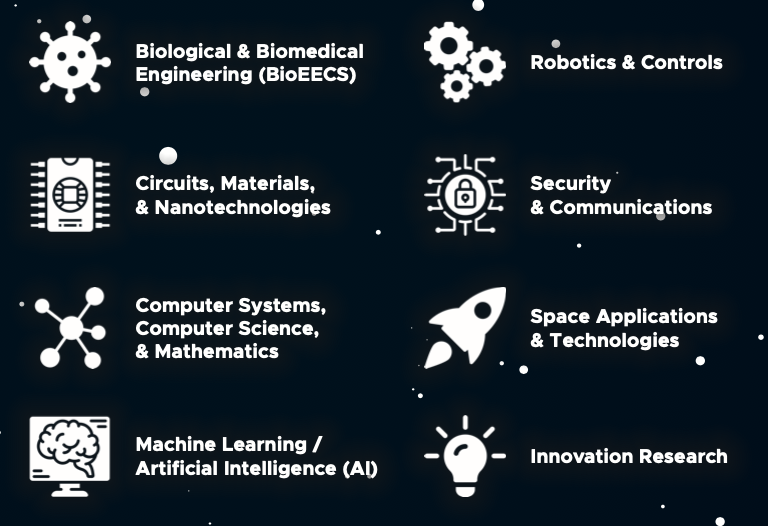 Biological & Biomedical
Engineering (BioEECS)
Robotics & Controls
Circuits, Materials,
& Nanotechnologies
Security
& Communications
Computer Systems,
Computer Science,
& Mathematics
Space Applications
& Technologies
Machine Learning /
Artificial Intelligence (AI)
Innovation Research